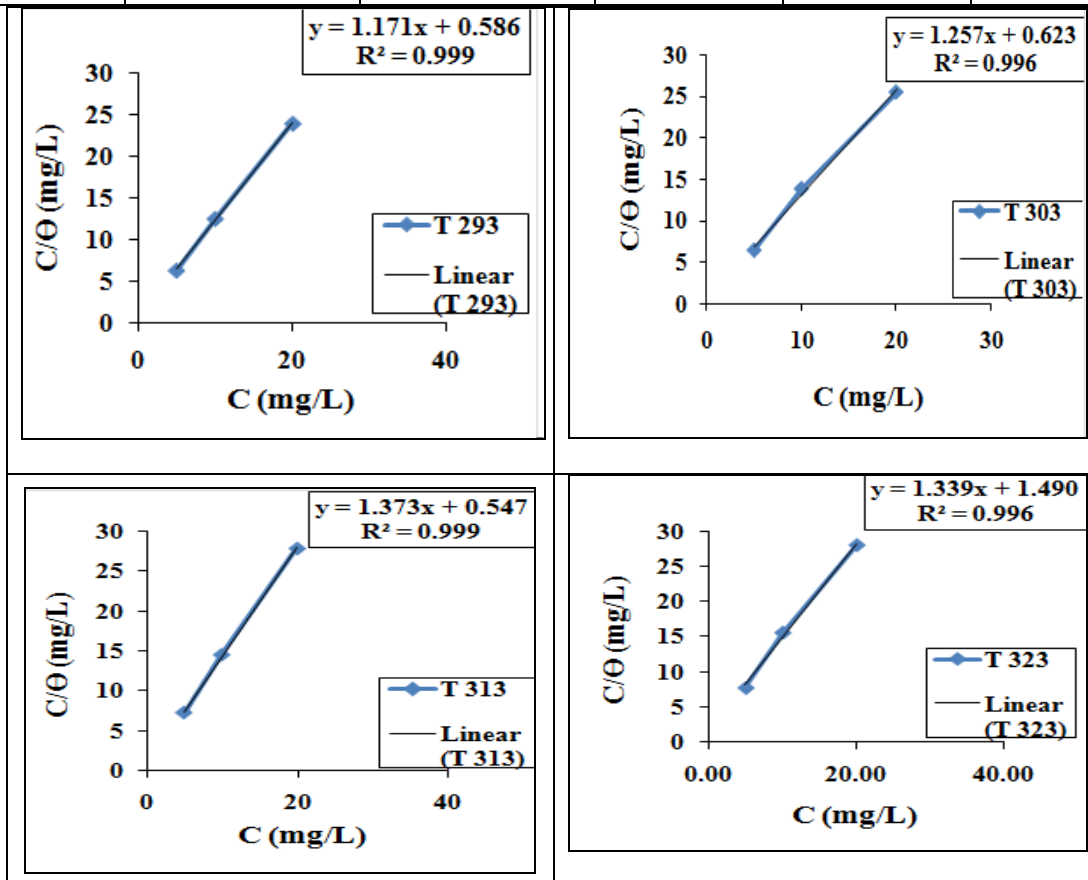 y = 1.171x + 0.586
R² = 0.999
30
25
20
15
10
5
0
C/Ө (mg/L)
T 293
Linear
(T 293)
0
20
40
C (mg/L)
y = 1.257x + 0.623
R² = 0.996
30
25
20
15
10
5
0
C/Ө (mg/L)
T 303
Linear
(T 303)
0
10
20
30
C (mg/L)
y = 1.373x + 0.547
R² = 0.999
30
25
20
15
10
5
0
C/Ө (mg/L)
T 313
Linear
(T 313)
0
20
40
C (mg/L)
y = 1.339x + 1.490
R² = 0.996
30
25
20
15
10
5
0
C/Ө (mg/L)
T 323
Linear
(T 323)
0.00
20.00
40.00
C (mg/L)